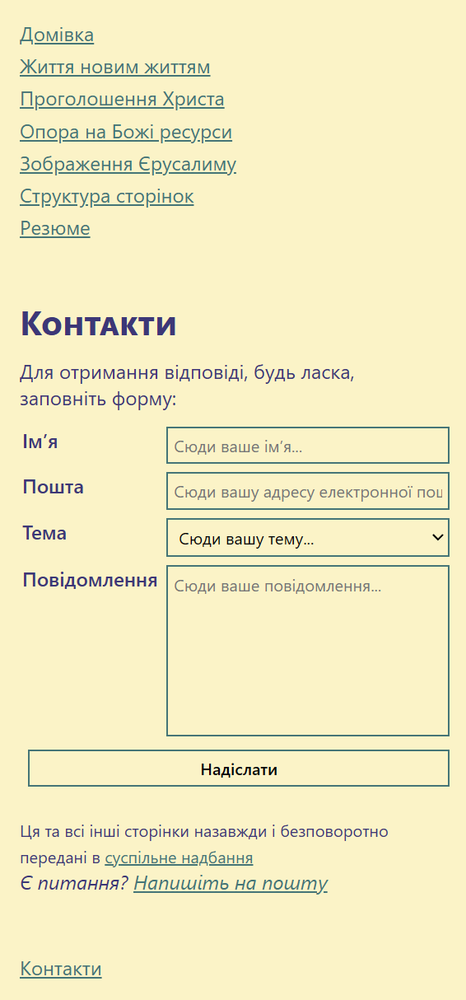 Домівка
Життя новим життям
Проголошення Христа
Опора на Божі ресурси
Зображення Єрусалиму
Структура сторінок
Резюме
Контакти
Для отримання відповіді, будь ласка,
заповніть форму:
Ім’я
Сюди ваше ім’я...
Пошта
Сюди вашу адресу електронної пош
Тема
Сюди вашу тему...
Повідомлення
Сюди ваше повідомлення...
Надіслати
Ця та всі інші сторінки назавжди і безповоротно
передані в суспільне надбання
Є питання? Напишіть на пошту
Контакти